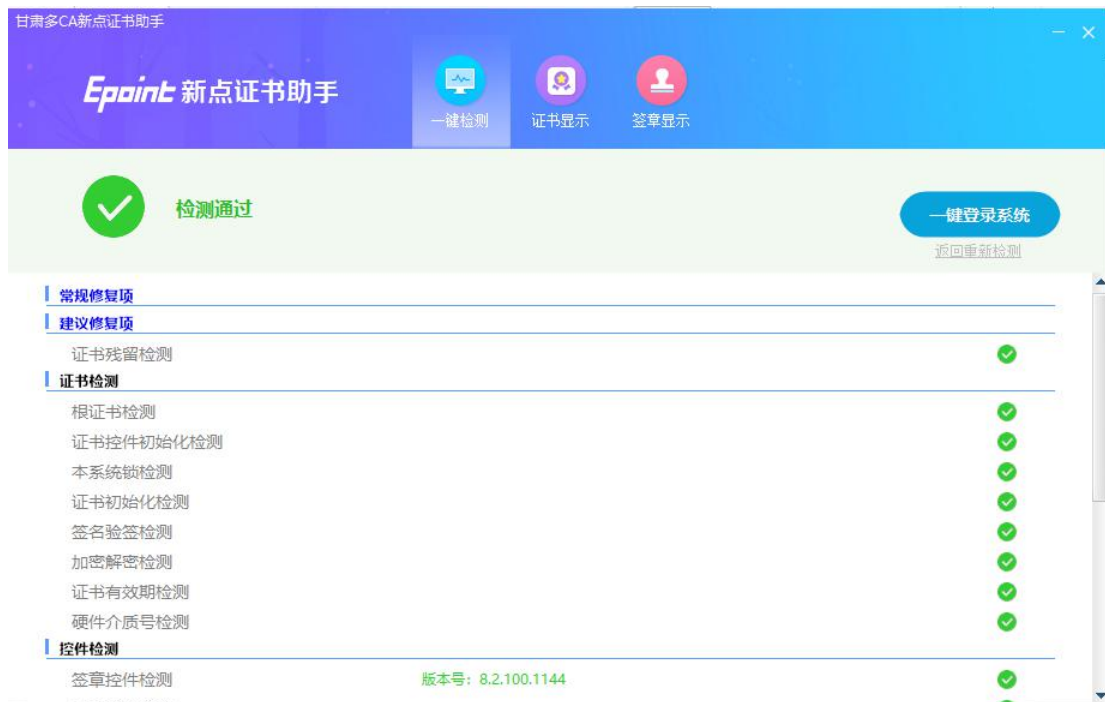 甘肃多CA新点证书助手
Epoint 新点证书助手
一健检测
证书显示
签章显示
检测通过
一键登录系统
返回重新检测
常规修复项
建议修复项
证书残留检测
证书检测
根证书检测
证书控件初始化检测
本系统锁检测
证书初始化检测
签名验签检测
加密解密检测
证书有效期检测
硬件介质号检测
控件检测
签章控件检测 版本号：8.2.100.1144